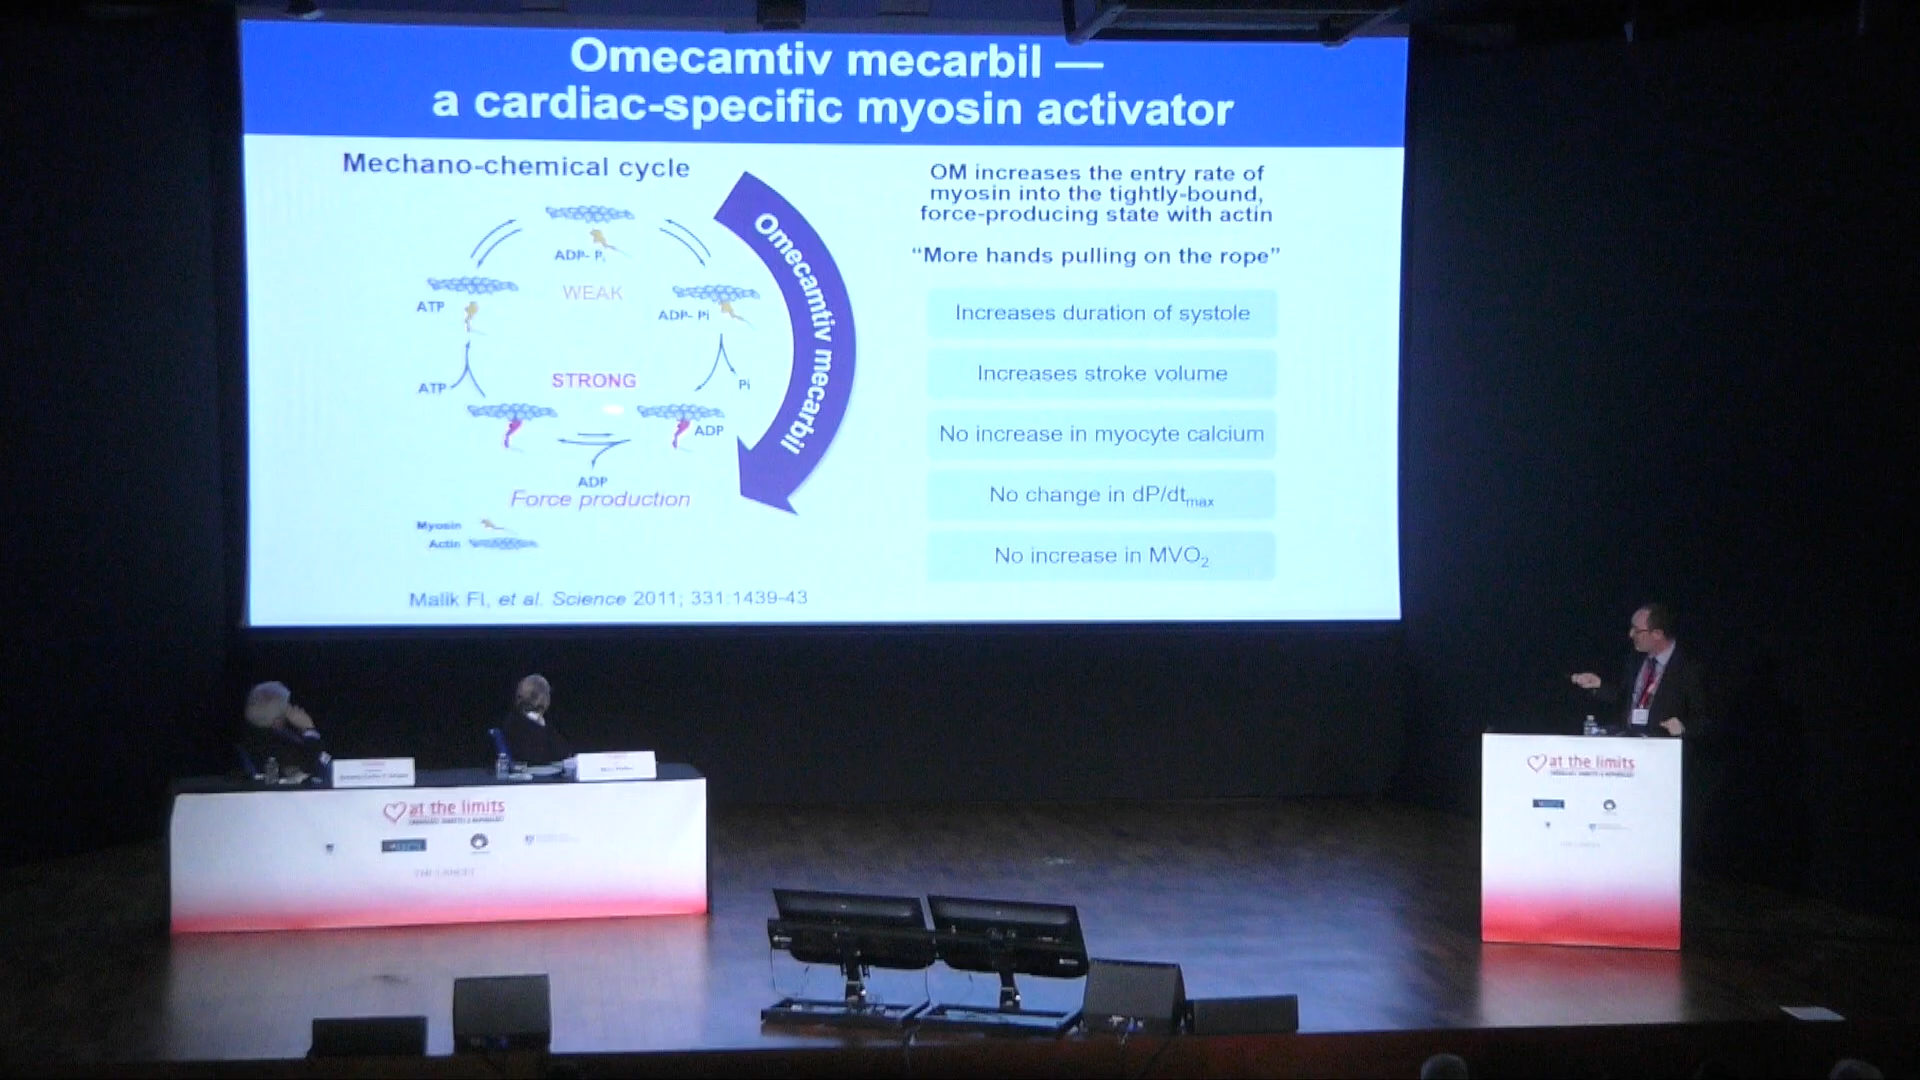 Omecamtiv mecarbil —
a cardiac-specific myosin activator
Mechano-chemical cycle
ADP- Pi
WEAK
ATP
ADP- Pi
ATP
STRONG
Pi
ADP
ADP
Force production
Myosin
Actin
Omecamtiv mecarbil
Malik FI, et al. Science 2011; 331:1439-43
OM increases the entry rate of
myosin into the tightly-bound,
force-producing state with actin
“More hands pulling on the rope”
Increases duration of systole
Increases stroke volume
No increase in myocyte calcium
No change in dP/dtmax
No increase in MVO2
at the limits
THE LANCET
at the limits